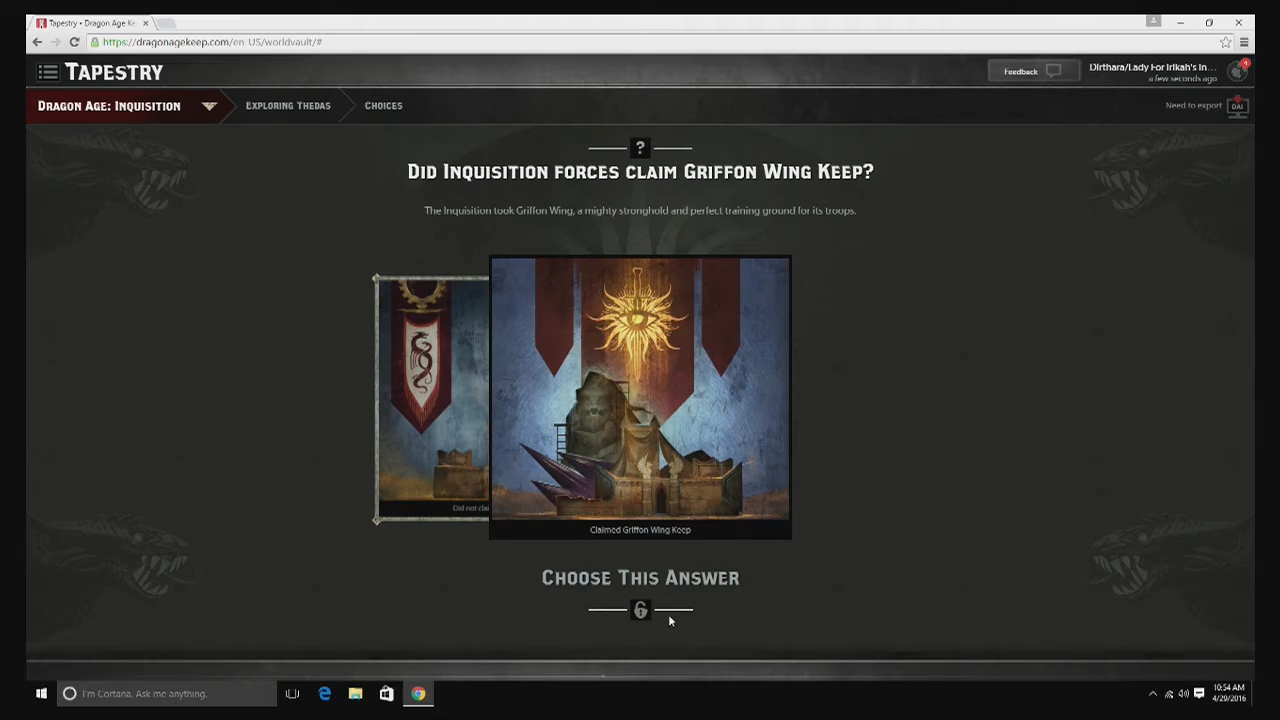 Tapestry • Dragon Age Ke
https://dragonagekeep.com/en_US/worldvault/#
Tapestry
Feedback
Dirthara/Lady For Irikah's In...
a few seconds ago
4
Dragon Age: Inquisition
Exploring Thedas
Choices
Need to export
DAI
?
Did Inquisition forces claim Griffon Wing Keep?
The Inquisition took Griffon Wing, a mighty stronghold and perfect training ground for its troops.
Did not clai
Claimed Griffon Wing Keep
Choose This Answer
I'm Cortana. Ask me anything.
10:54 AM
4/29/2016